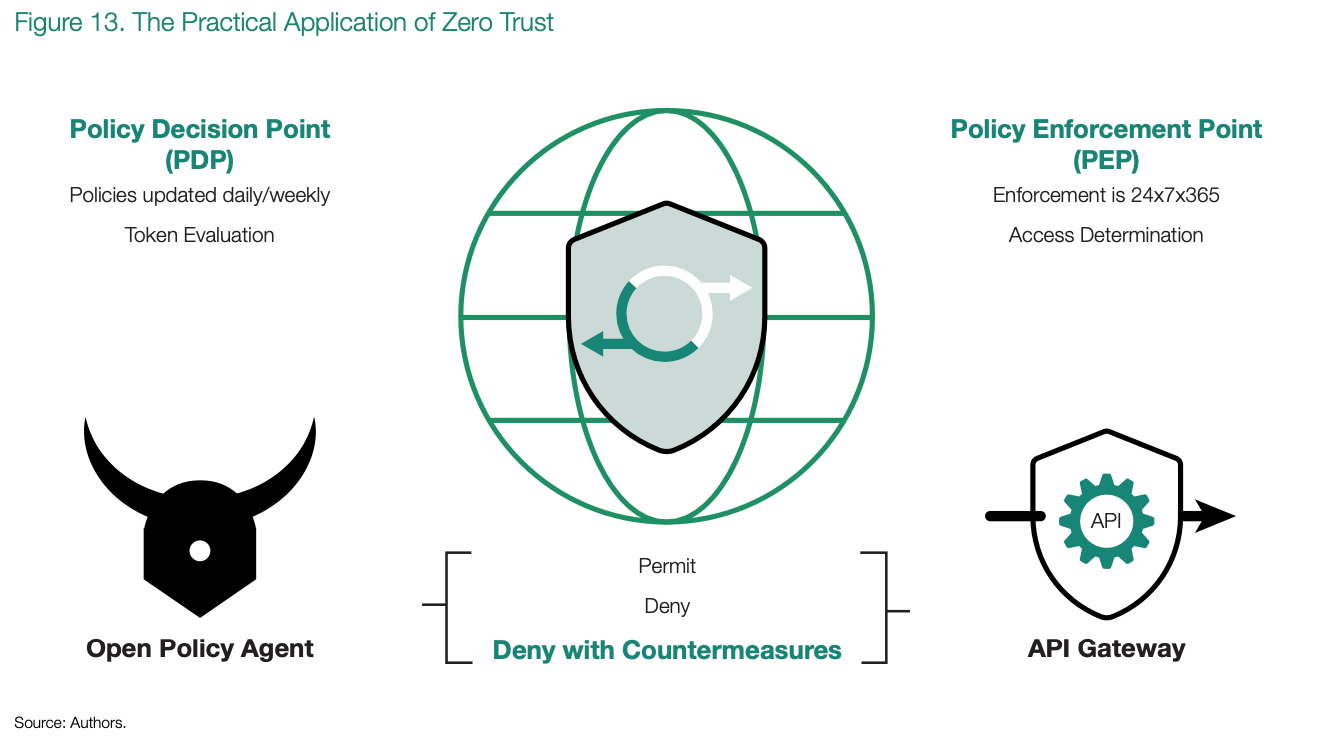 Figure 13. The Practical Application of Zero Trust
Policy Decision Point
(PDP)
Policies updated daily/weekly
Token Evaluation
Policy Enforcement Point
(PEP)
Enforcement is 24x7x365
Access Determination
API
Permit
Deny
Deny with Countermeasures
Open Policy Agent
API Gateway
Source: Authors.